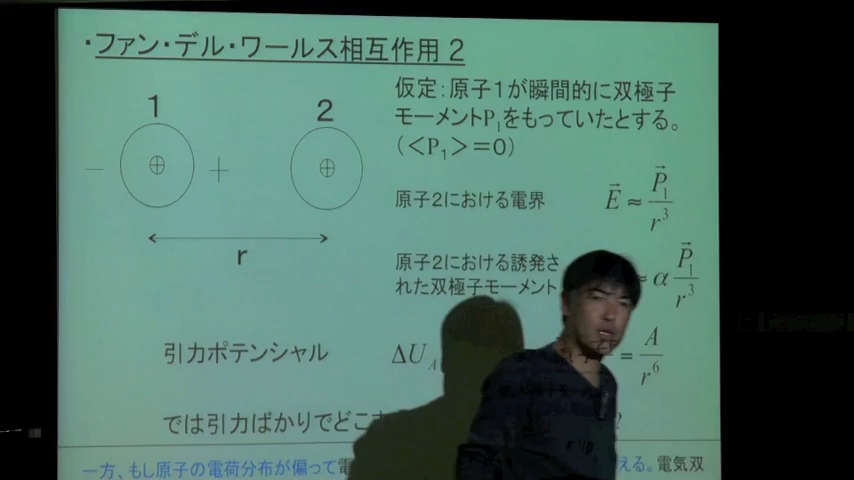 ・ファン・デル・ワールス相互作用２
1
2
仮定：原子１が瞬間的に双極子
モーメントP₁をもっていたとする。
（＜P₁＞＝0）
原子２における電界
E⃗ ≈ P⃗₁/r³
r
原子２における誘発さ
れた双極子モーメント
≈ α P⃗₁/r³
引力ポテンシャル
ΔU_A
= A/r⁶
では引力ばかりでどこ
?
一方、もし原子の電荷分布が偏って電
える。電気双